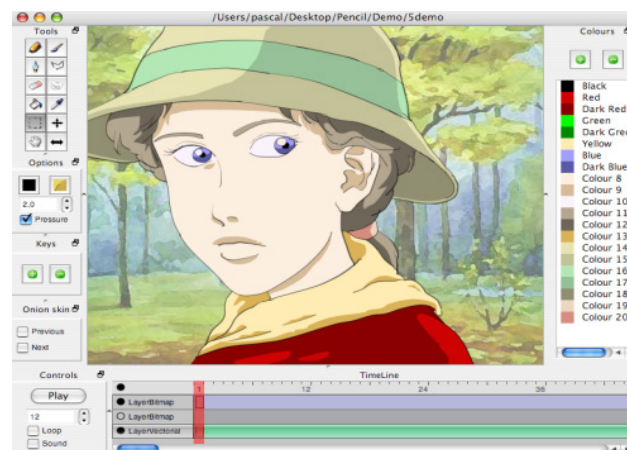 /Users/pascal/Desktop/Pencil/Demo/5demo
Tools
Options
2,0
Pressure
Keys
Onion skin
Previous
Next
Colours
Black
Red
Dark Red
Green
Dark Gree
Yellow
Blue
Dark Blue
Colour 8
Colour 9
Colour 10
Colour 11
Colour 12
Colour 13
Colour 14
Colour 15
Colour 16
Colour 17
Colour 18
Colour 19
Colour 20
Controls
Play
12
Loop
Sound
TimeLine
1 12 24 36
LayerBitmap
LayerBitmap
LayerVectorial